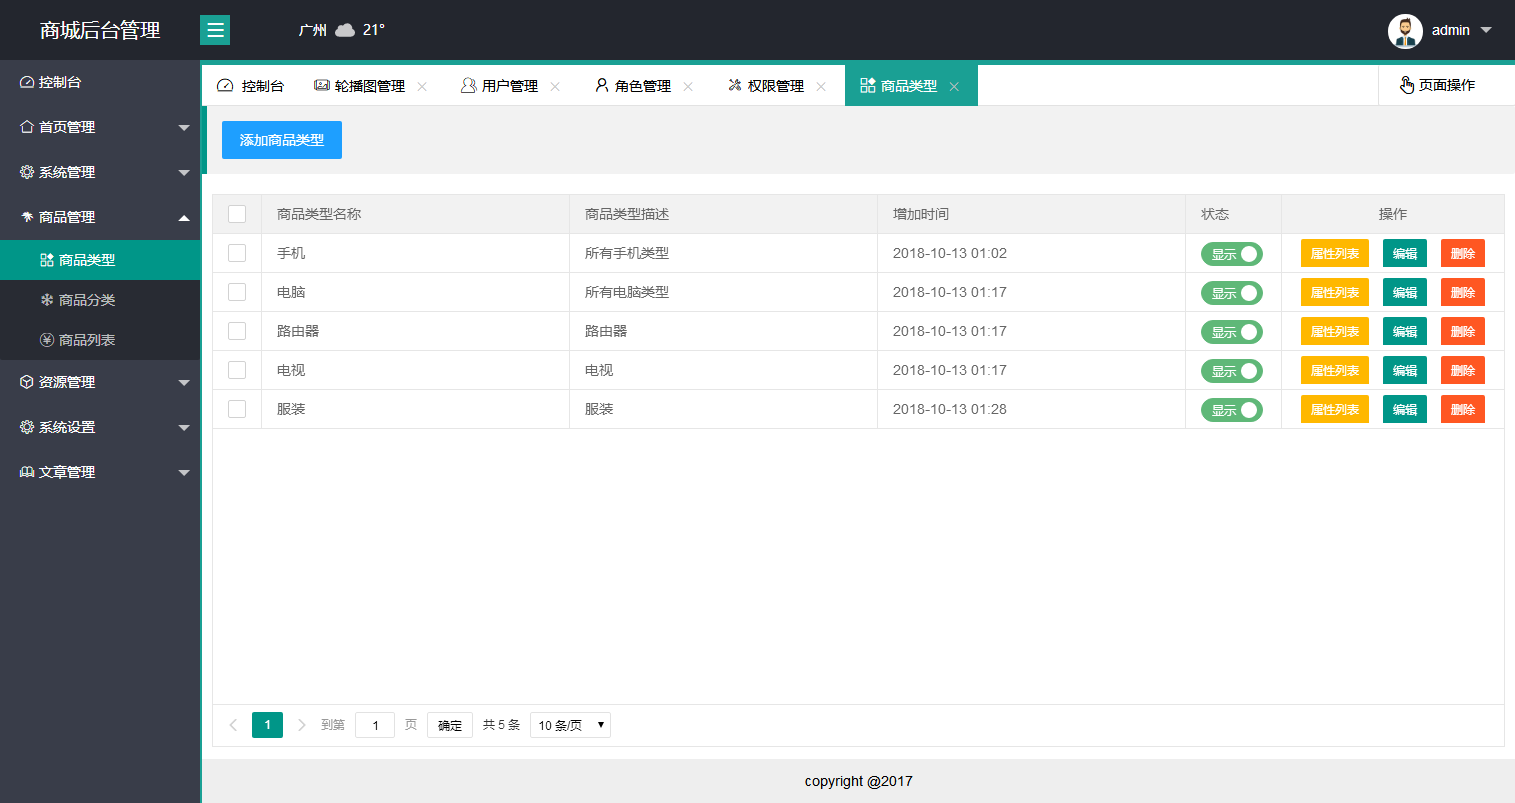 商城后台管理
广州 21°
admin
控制台
首页管理
系统管理
商品管理
商品类型
商品分类
商品列表
资源管理
系统设置
文章管理
控制台 轮播图管理 用户管理 角色管理 权限管理 商品类型 页面操作
添加商品类型
商品类型名称 商品类型描述 增加时间 状态 操作
手机 所有手机类型 2018-10-13 01:02 显示 属性列表 编辑 删除
电脑 所有电脑类型 2018-10-13 01:17 显示 属性列表 编辑 删除
路由器 路由器 2018-10-13 01:17 显示 属性列表 编辑 删除
电视 电视 2018-10-13 01:17 显示 属性列表 编辑 删除
服装 服装 2018-10-13 01:28 显示 属性列表 编辑 删除
1 到第 1 页 确定 共 5 条 10 条/页
copyright @2017